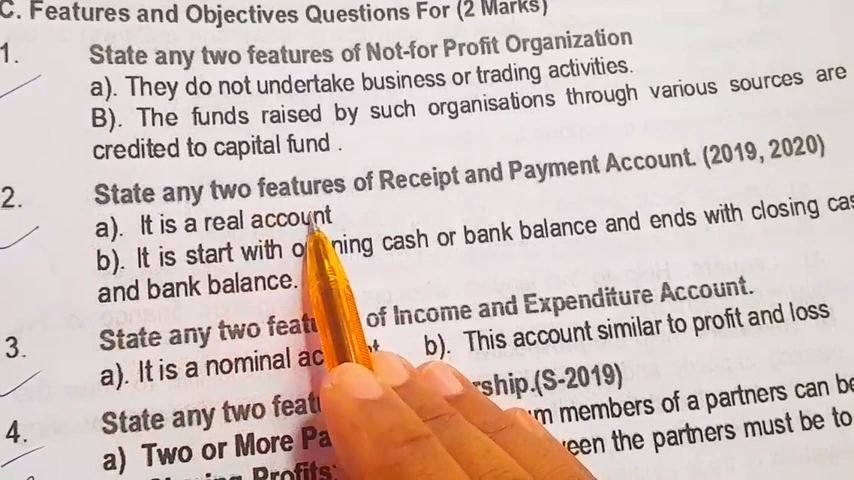 C. Features and Objectives Questions For (2 Marks)
1. State any two features of Not-for Profit Organization
a). They do not undertake business or trading activities.
B). The funds raised by such organisations through various sources are
credited to capital fund .
2. State any two features of Receipt and Payment Account. (2019, 2020)
a). It is a real account
b). It is start with o ning cash or bank balance and ends with closing cas
and bank balance.
3. State any two feat of Income and Expenditure Account.
a). It is a nominal ac t b). This account similar to profit and loss
4. State any two feat rship.(S-2019)
a) Two or More Pa m members of a partners can be
een the partners must be to
Profits